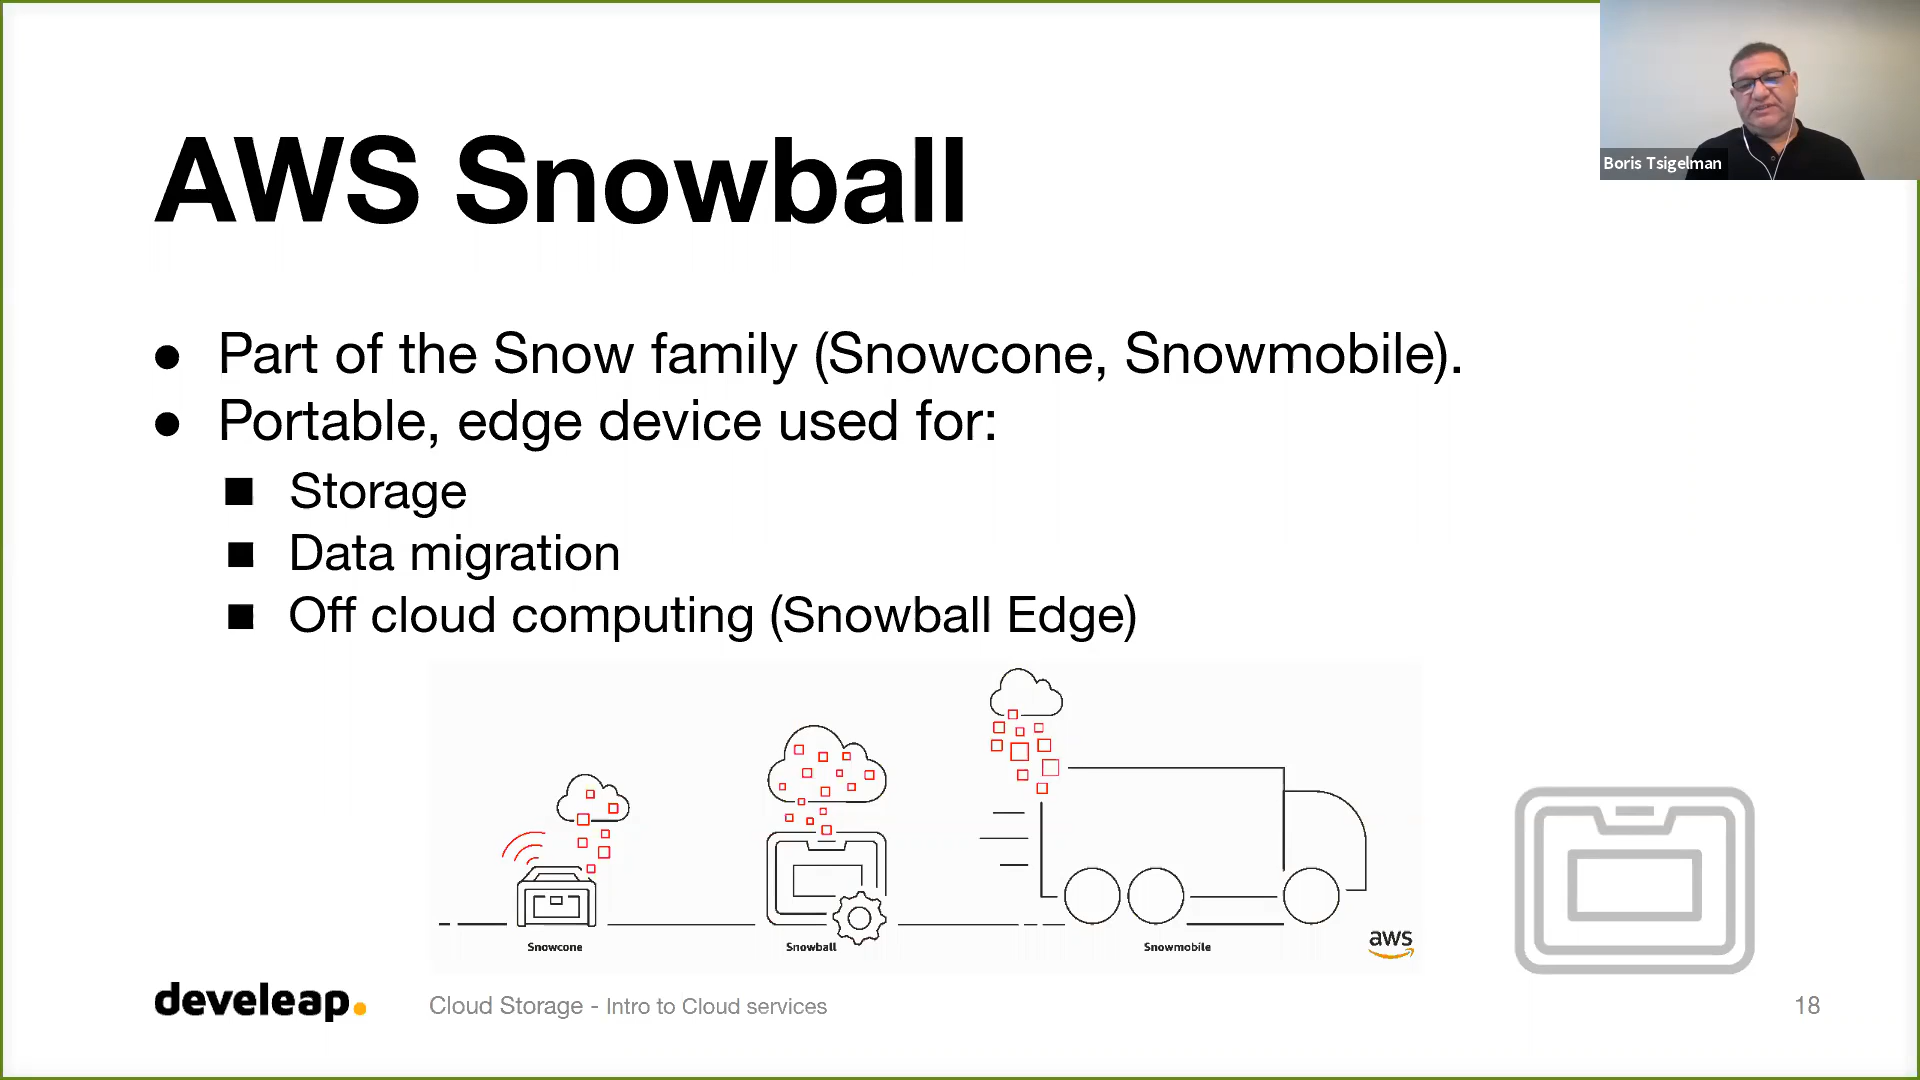 Boris Tsigelman
AWS Snowball
● Part of the Snow family (Snowcone, Snowmobile).
● Portable, edge device used for:
■ Storage
■ Data migration
■ Off cloud computing (Snowball Edge)
Snowcone
Snowball
Snowmobile
aws
develeap.
Cloud Storage - Intro to Cloud services
18